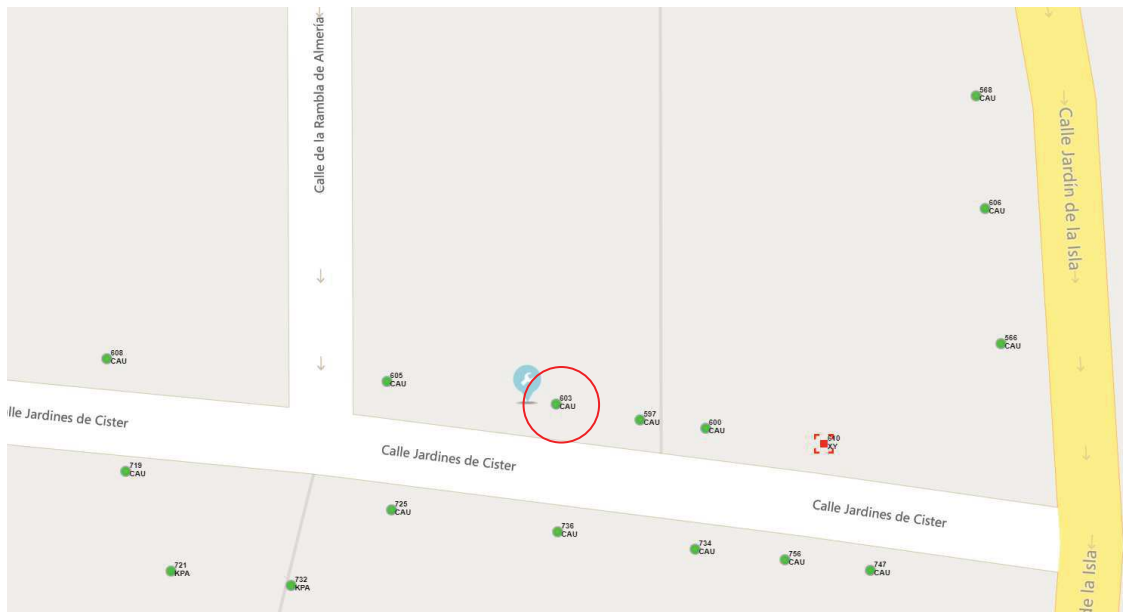 Calle de la Rambla de Almería
568
CAU
Calle Jardín de la Isla
606
CAU
566
CAU
608
CAU
605
CAU
603
CAU
597
CAU
600
CAU
610
XY
lle Jardines de Cister
Calle Jardines de Cister
Calle Jardines de Cister
719
CAU
725
CAU
736
CAU
734
CAU
756
CAU
747
CAU
721
KPA
732
KPA
de la Isla